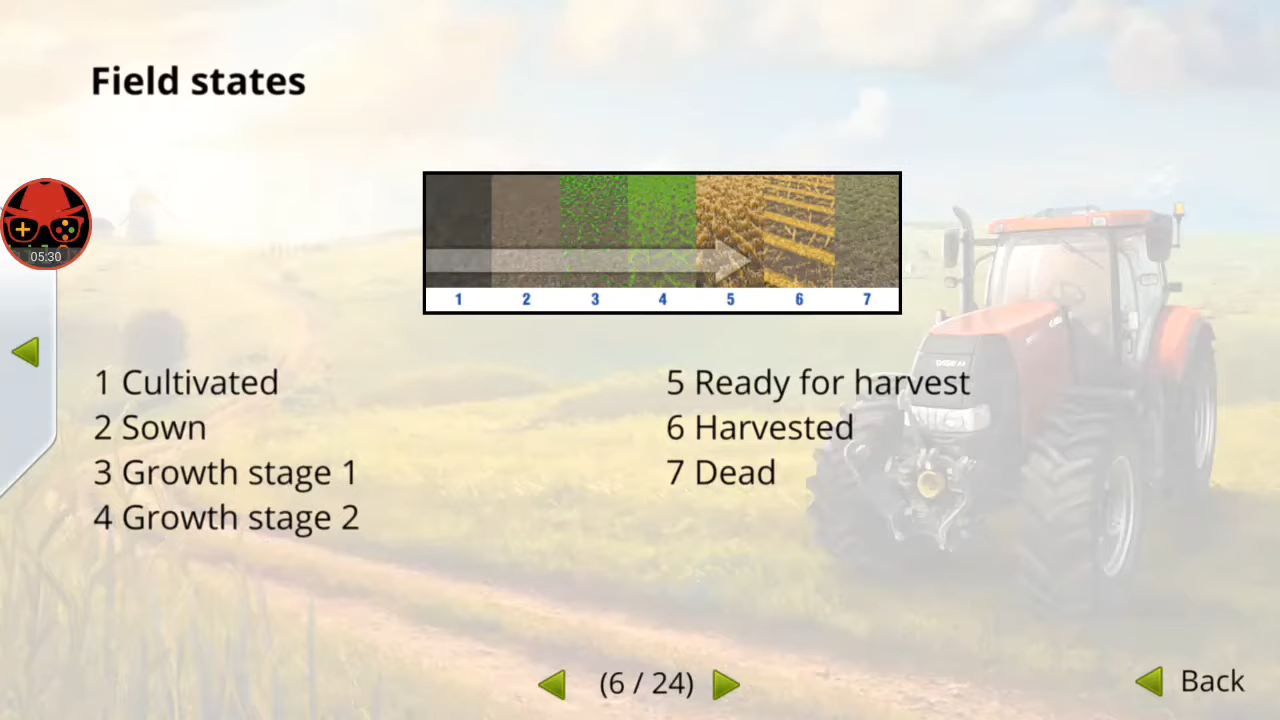 Field states
05:30
1 2 3 4 5 6 7
1 Cultivated
2 Sown
3 Growth stage 1
4 Growth stage 2
5 Ready for harvest
6 Harvested
7 Dead
(6 / 24)
Back